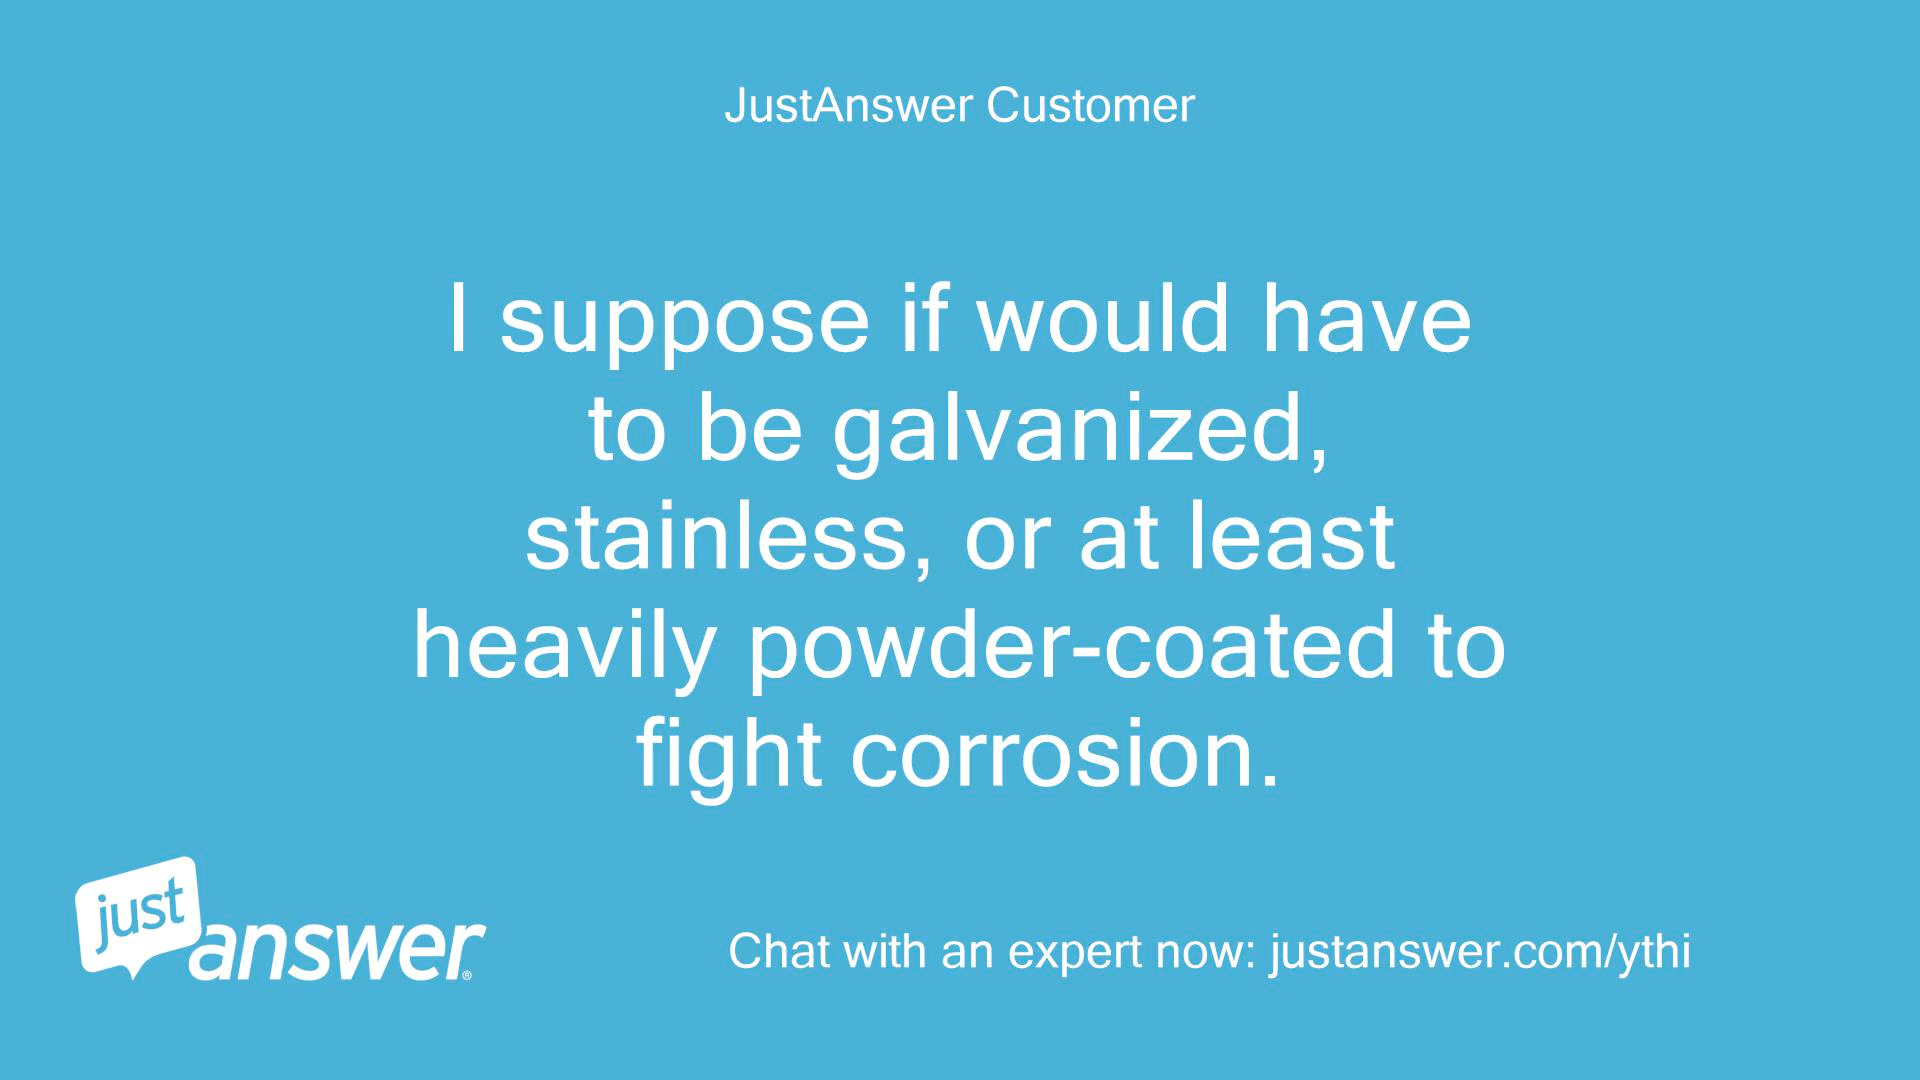 JustAnswer Customer
I suppose if would have
to be galvanized,
stainless, or at least
heavily powder-coated to
fight corrosion.
just
answer®
Chat with an expert now: justanswer.com/ythi